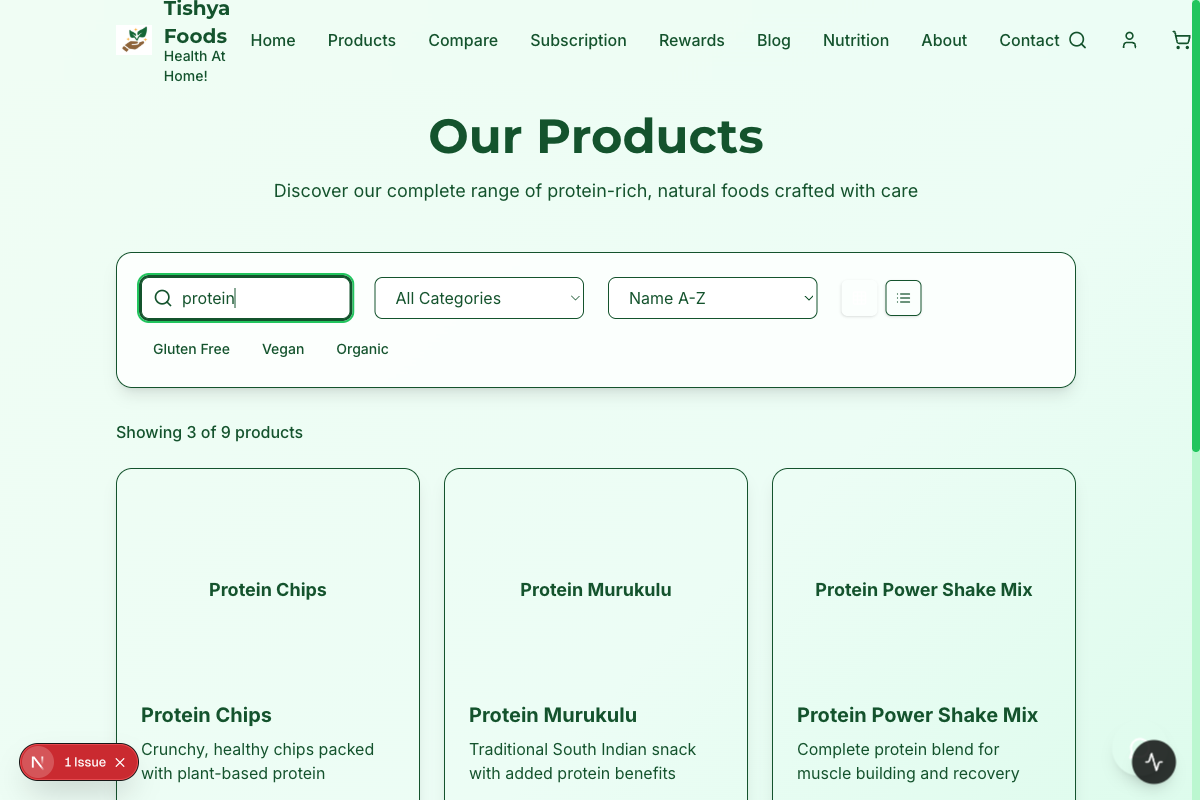 Tishya
Foods
Health At
Home!
Home
Products
Compare
Subscription
Rewards
Blog
Nutrition
About
Contact
Our Products
Discover our complete range of protein-rich, natural foods crafted with care
protein
All Categories
Name A-Z
Gluten Free
Vegan
Organic
Showing 3 of 9 products
Protein Chips
Protein Chips
Crunchy, healthy chips packed
with plant-based protein
Protein Murukulu
Protein Murukulu
Traditional South Indian snack
with added protein benefits
Protein Power Shake Mix
Protein Power Shake Mix
Complete protein blend for
muscle building and recovery
N
1 Issue